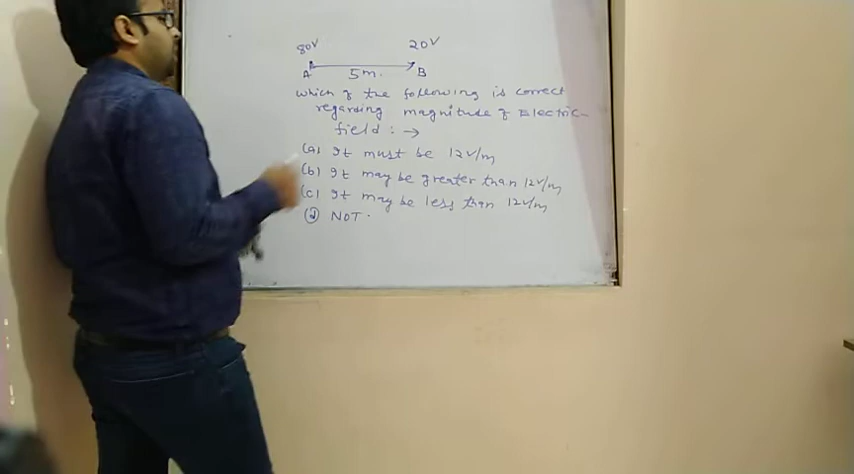 80V 20V
A 5m. B
which of the following is correct
regarding magnitude of Electric-
field : →
(a) It must be 12V/m
(b) It may be greater than 12V/m
(c) It may be less than 12V/m
(d) NOT.